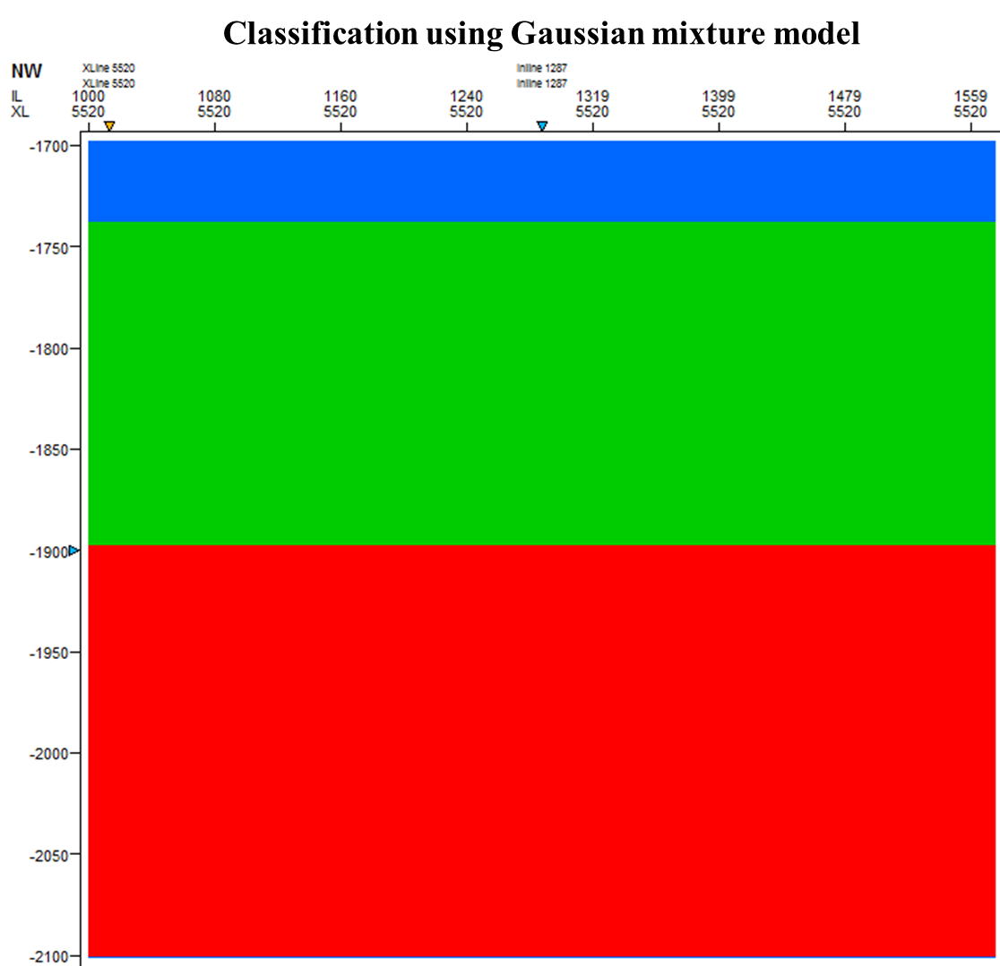 Classification using Gaussian mixture model
NW XLine 5520 Inline 1287
XLine 5520 Inline 1287
IL 1000 1080 1160 1240 1319 1399 1479 1559
XL 5520 5520 5520 5520 5520 5520 5520 5520
-1700
-1750
-1800
-1850
-1900
-1950
-2000
-2050
-2100